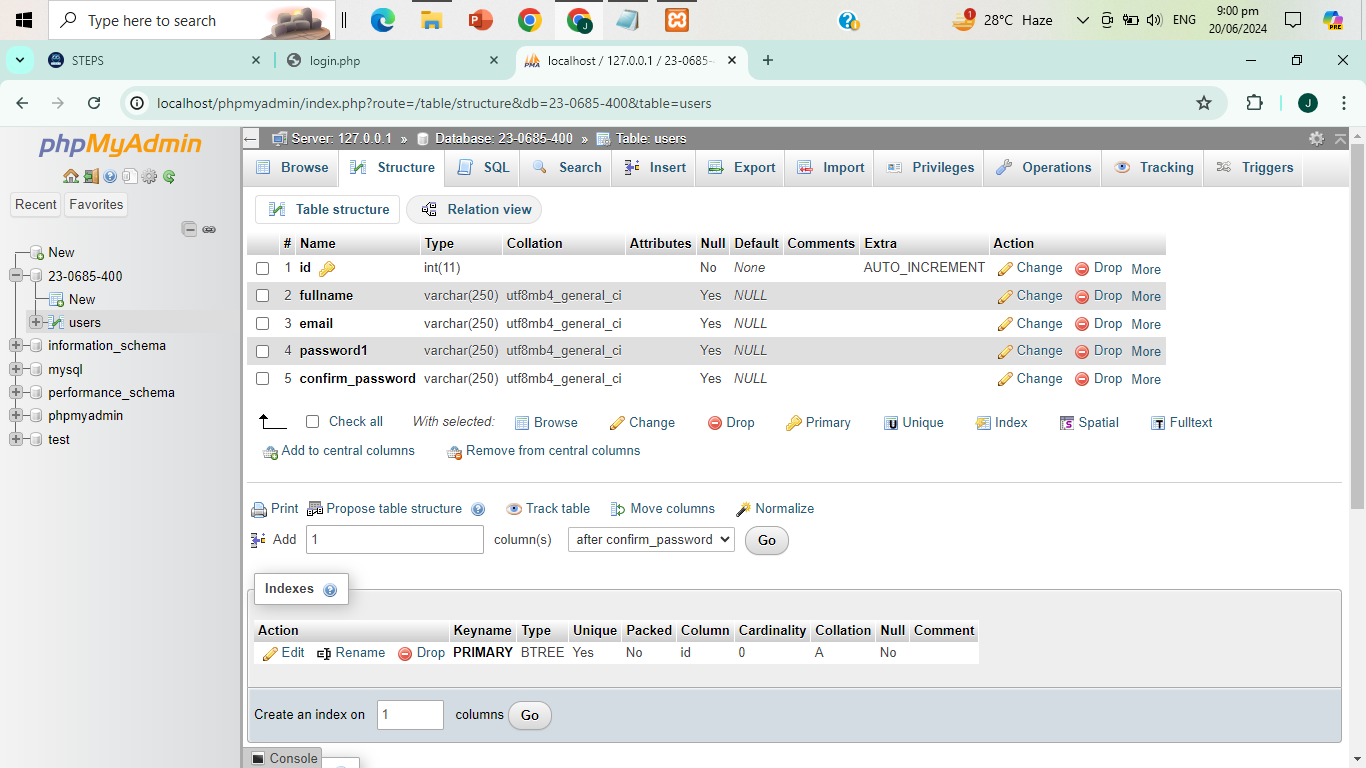 Type here to search
1
28°C Haze
ENG
9:00 pm
20/06/2024
PRE
STEPS
login.php
localhost / 127.0.0.1 / 23-0685-
localhost/phpmyadmin/index.php?route=/table/structure&db=23-0685-400&table=users
J
phpMyAdmin
Recent
Favorites
New
23-0685-400
New
users
information_schema
mysql
performance_schema
phpmyadmin
test
Server: 127.0.0.1 » Database: 23-0685-400 » Table: users
Browse Structure SQL Search Insert Export Import Privileges Operations Tracking Triggers
Table structure Relation view
# Name Type Collation Attributes Null Default Comments Extra Action
1 id int(11) No None AUTO_INCREMENT Change Drop More
2 fullname varchar(250) utf8mb4_general_ci Yes NULL Change Drop More
3 email varchar(250) utf8mb4_general_ci Yes NULL Change Drop More
4 password1 varchar(250) utf8mb4_general_ci Yes NULL Change Drop More
5 confirm_password varchar(250) utf8mb4_general_ci Yes NULL Change Drop More
Check all With selected: Browse Change Drop Primary Unique Index Spatial Fulltext
Add to central columns Remove from central columns
Print Propose table structure Track table Move columns Normalize
Add 1 column(s) after confirm_password Go
Indexes
Action Keyname Type Unique Packed Column Cardinality Collation Null Comment
Edit Rename Drop PRIMARY BTREE Yes No id 0 A No
Create an index on 1 columns Go
Console